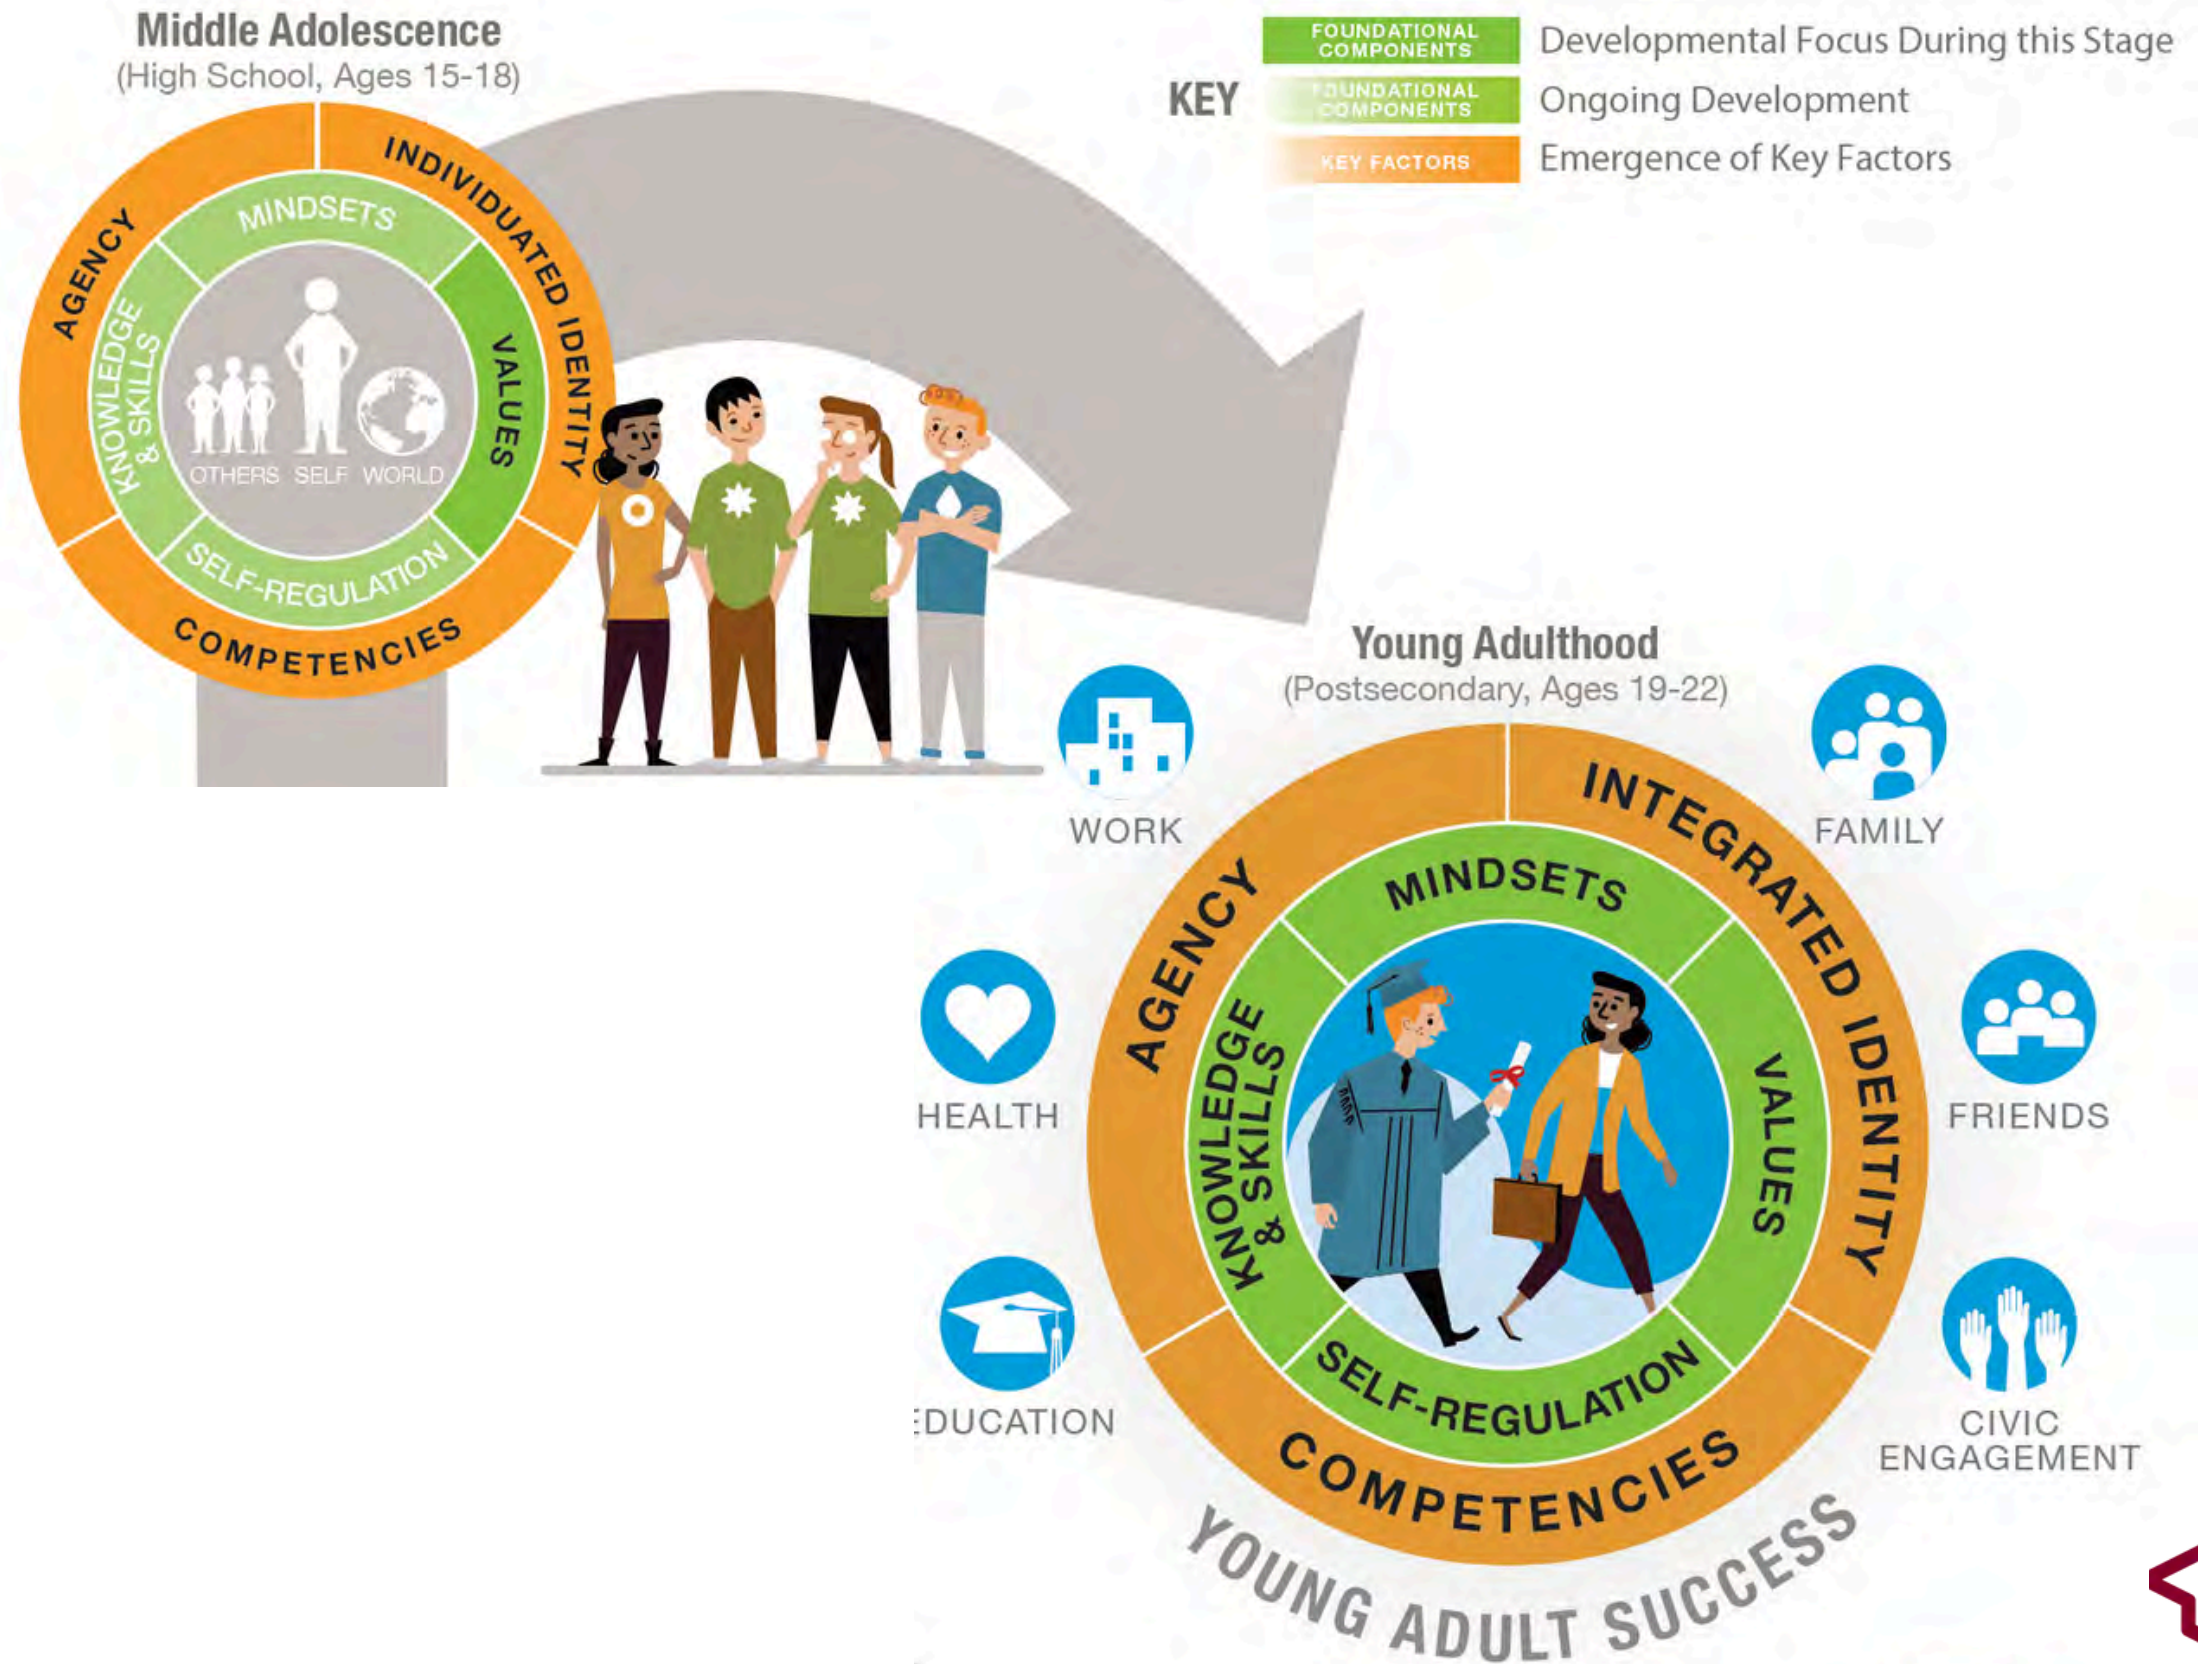 Middle Adolescence
(High School, Ages 15-18)
AGENCY
INDIVIDUATED IDENTITY
COMPETENCIES
MINDSETS
VALUES
SELF-REGULATION
KNOWLEDGE
& SKILLS
OTHERS SELF WORLD
KEY
FOUNDATIONAL
COMPONENTS
Developmental Focus During this Stage
FOUNDATIONAL
COMPONENTS
Ongoing Development
KEY FACTORS
Emergence of Key Factors
Young Adulthood
(Postsecondary, Ages 19-22)
WORK
FAMILY
HEALTH
FRIENDS
EDUCATION
CIVIC
ENGAGEMENT
AGENCY
INTEGRATED IDENTITY
COMPETENCIES
MINDSETS
VALUES
SELF-REGULATION
KNOWLEDGE
& SKILLS
YOUNG ADULT SUCCESS